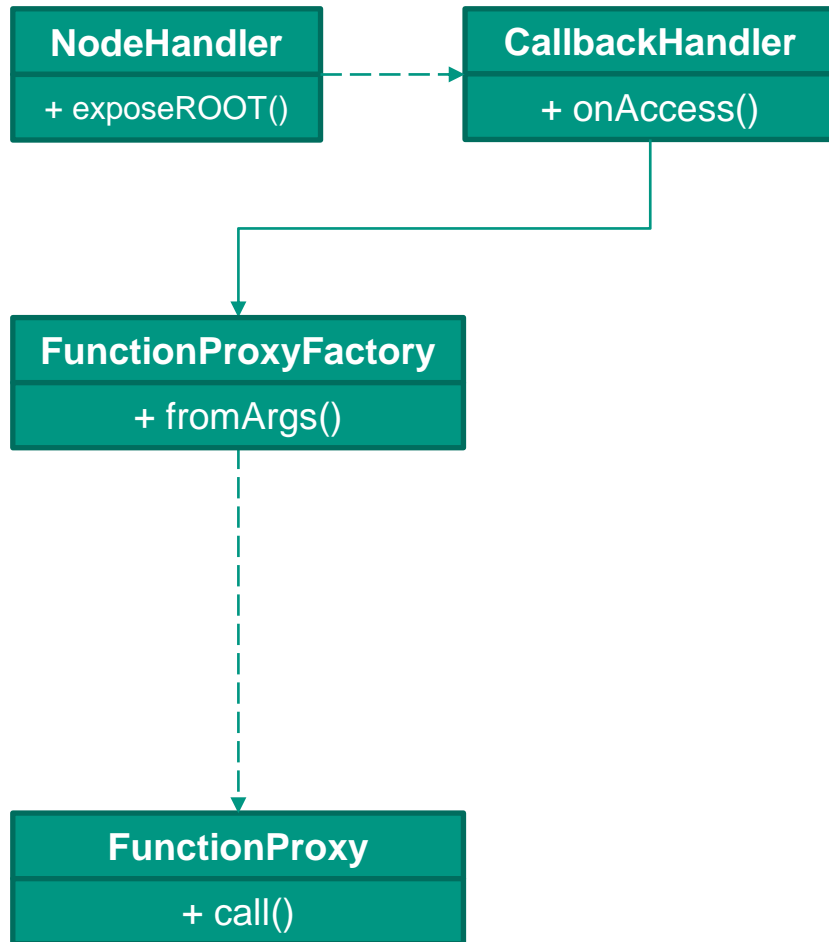 NodeHandler
+ exposeROOT()
CallbackHandler
+ onAccess()
FunctionProxyFactory
+ fromArgs()
FunctionProxy
+ call()